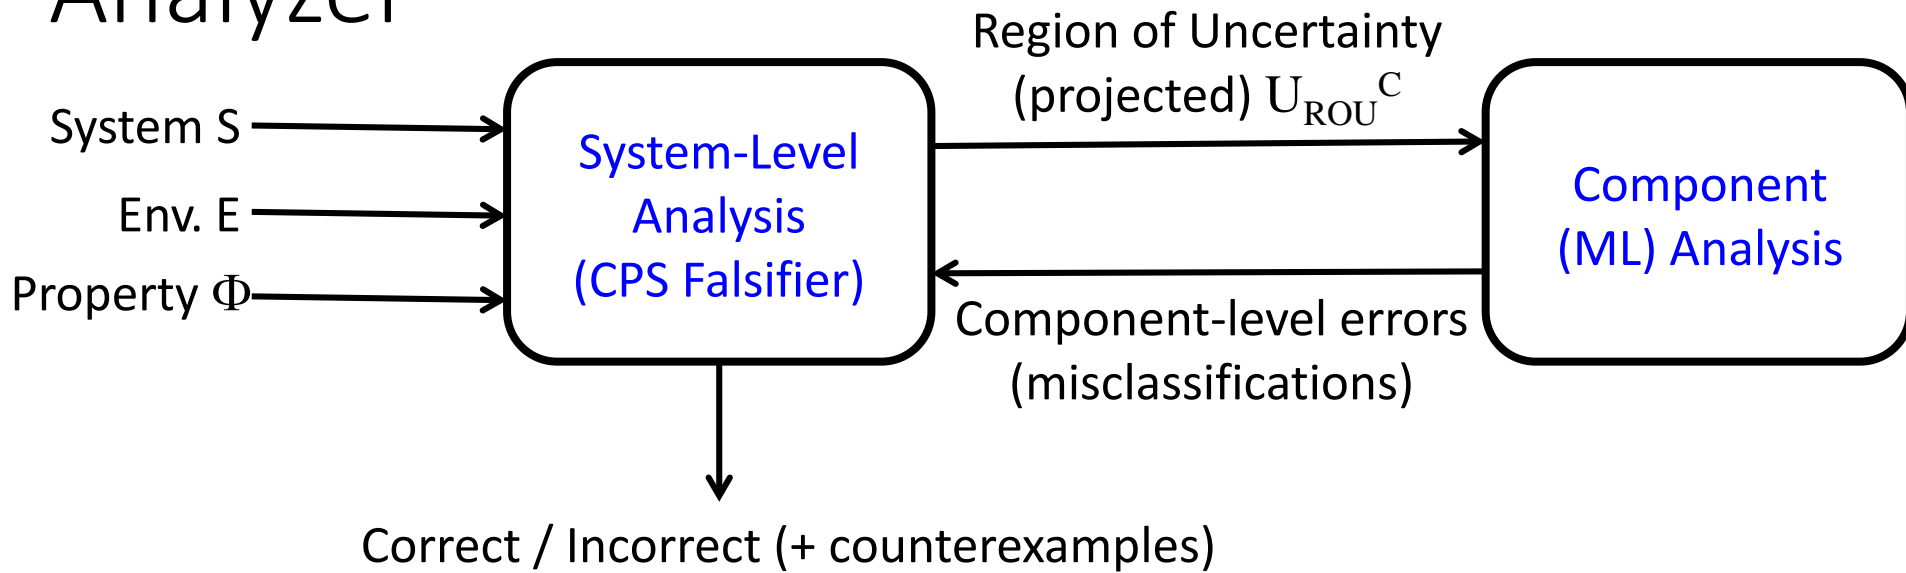 Analyzer
System S
Env. E
Property Φ
System-Level
Analysis
(CPS Falsifier)
Region of Uncertainty
(projected) U_ROU^C
Component-level errors
(misclassifications)
Component
(ML) Analysis
Correct / Incorrect (+ counterexamples)